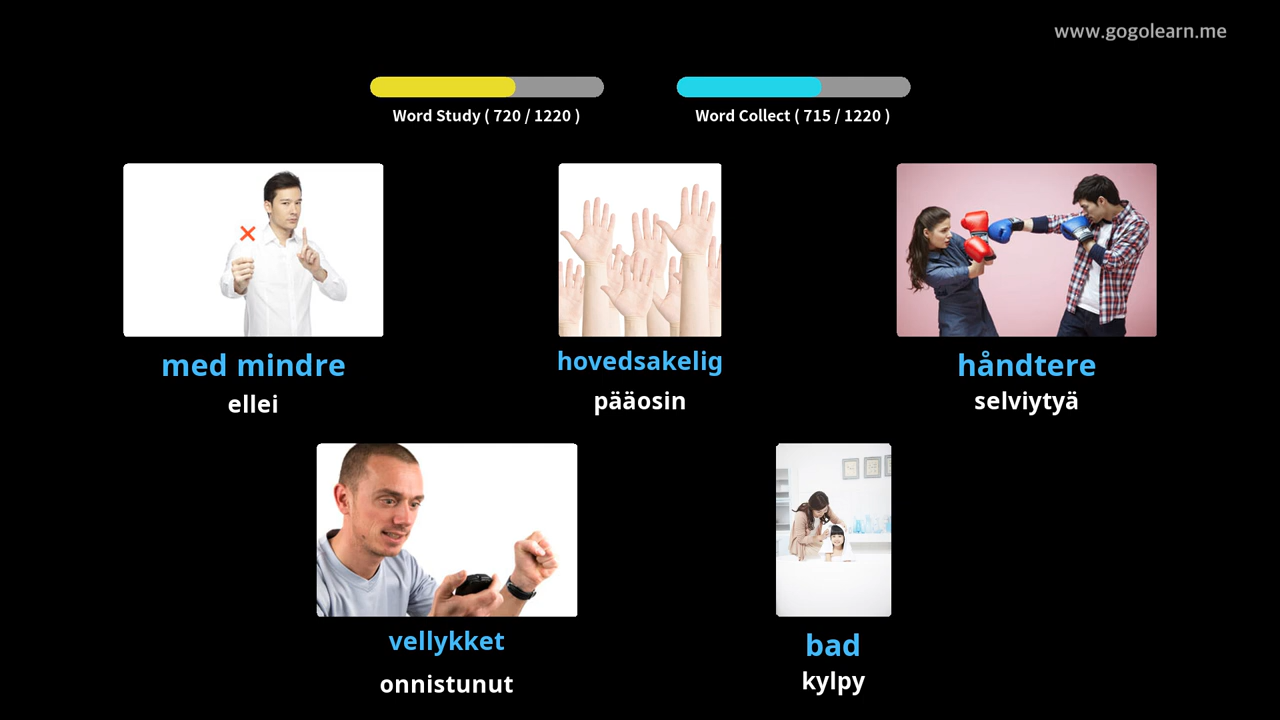 www.gogolearn.me
Word Study ( 720 / 1220 )
Word Collect ( 715 / 1220 )
med mindre
ellei
hovedsakelig
pääosin
håndtere
selviytyä
vellykket
onnistunut
bad
kylpy